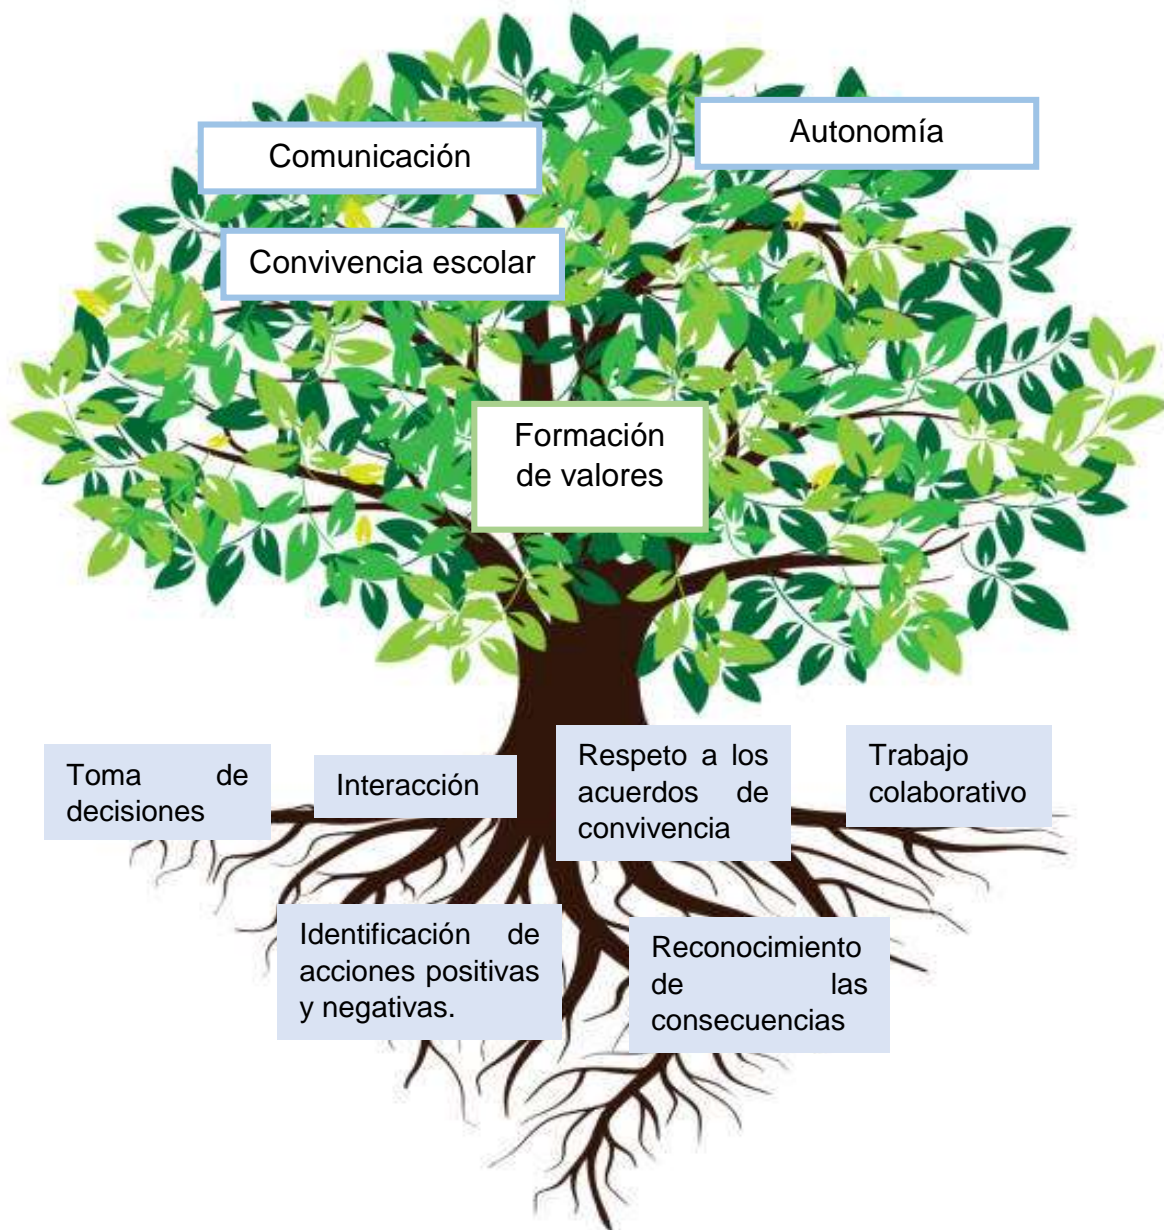 Comunicación
Autonomía
Convivencia escolar
Formación
de valores
Toma de
decisiones
Interacción
Respeto a los
acuerdos de
convivencia
Trabajo
colaborativo
Identificación de
acciones positivas
y negativas.
Reconocimiento
de las
consecuencias